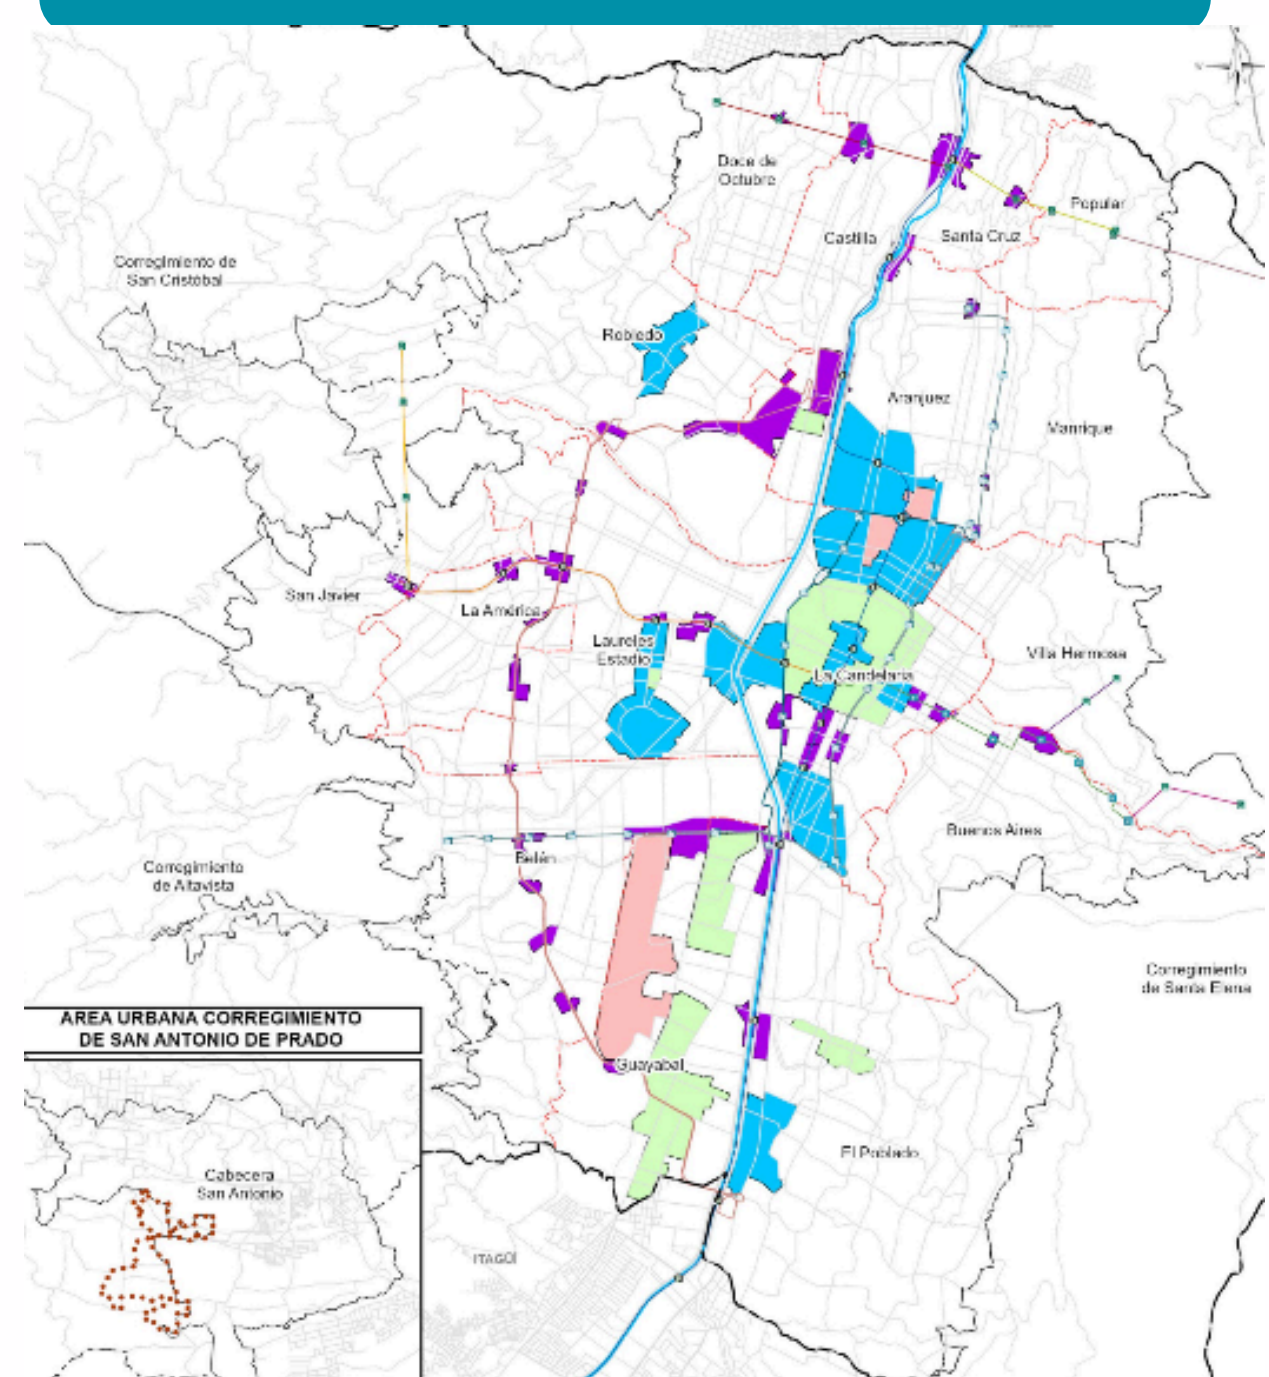 Doce de
Octubre
Popular
Castilla
Santa Cruz
Corregimiento de
San Cristóbal
Robledo
Aranjuez
Manrique
San Javier
La América
Laureles
Estadio
Villa Hermosa
La Candelaria
Buenos Aires
Belén
Corregimiento
de Altavista
Corregimiento
de Santa Elena
AREA URBANA CORREGIMIENTO
DE SAN ANTONIO DE PRADO
Guayabal
El Poblado
Cabecera
San Antonio
ITAGÜÍ